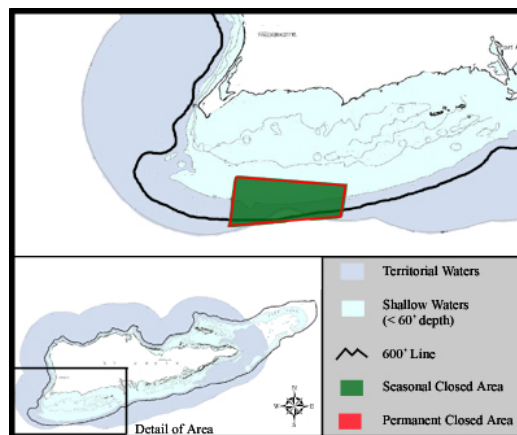 Territorial Waters
Shallow Waters
(< 60' depth)
600' Line
Seasonal Closed Area
Permanent Closed Area
N
W E
S
Detail of Area